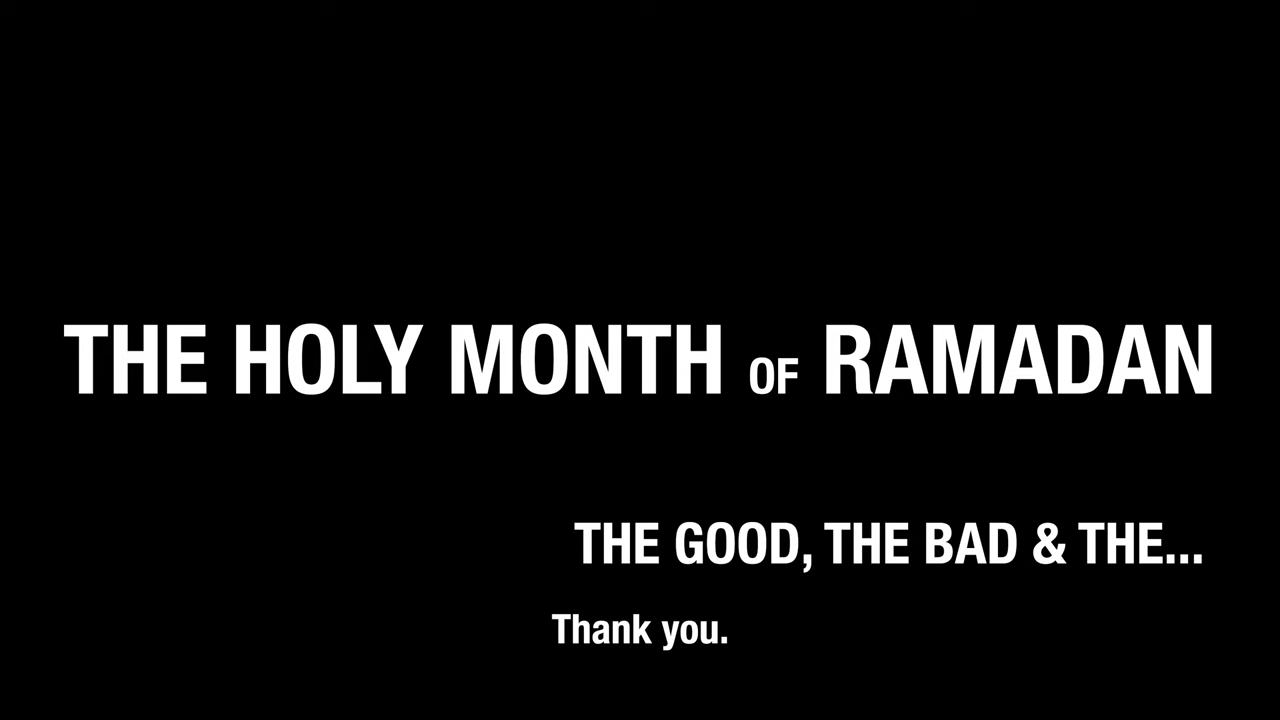 THE HOLY MONTH OF RAMADAN
THE GOOD, THE BAD & THE...
Thank you.